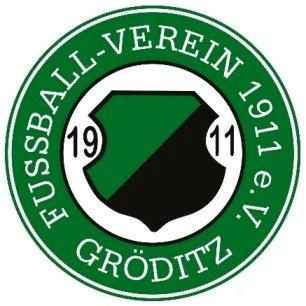 FUSSBALL-VEREIN 1911 e.V.
19 11
GRÖDITZ